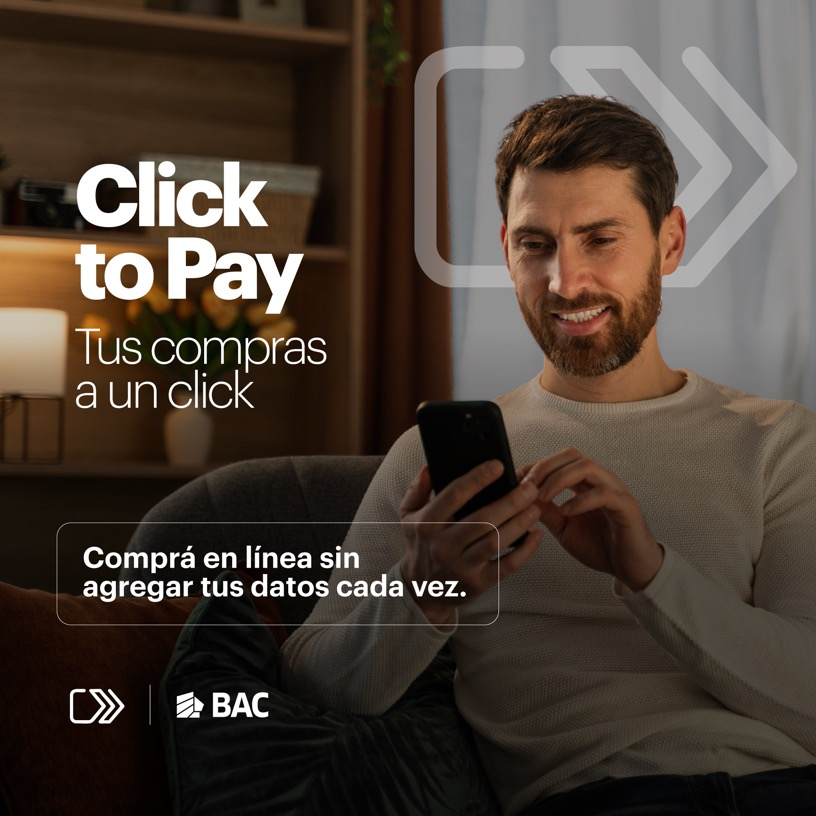 Click
to Pay
Tus compras
a un click
Comprá en línea sin
agregar tus datos cada vez.
BAC